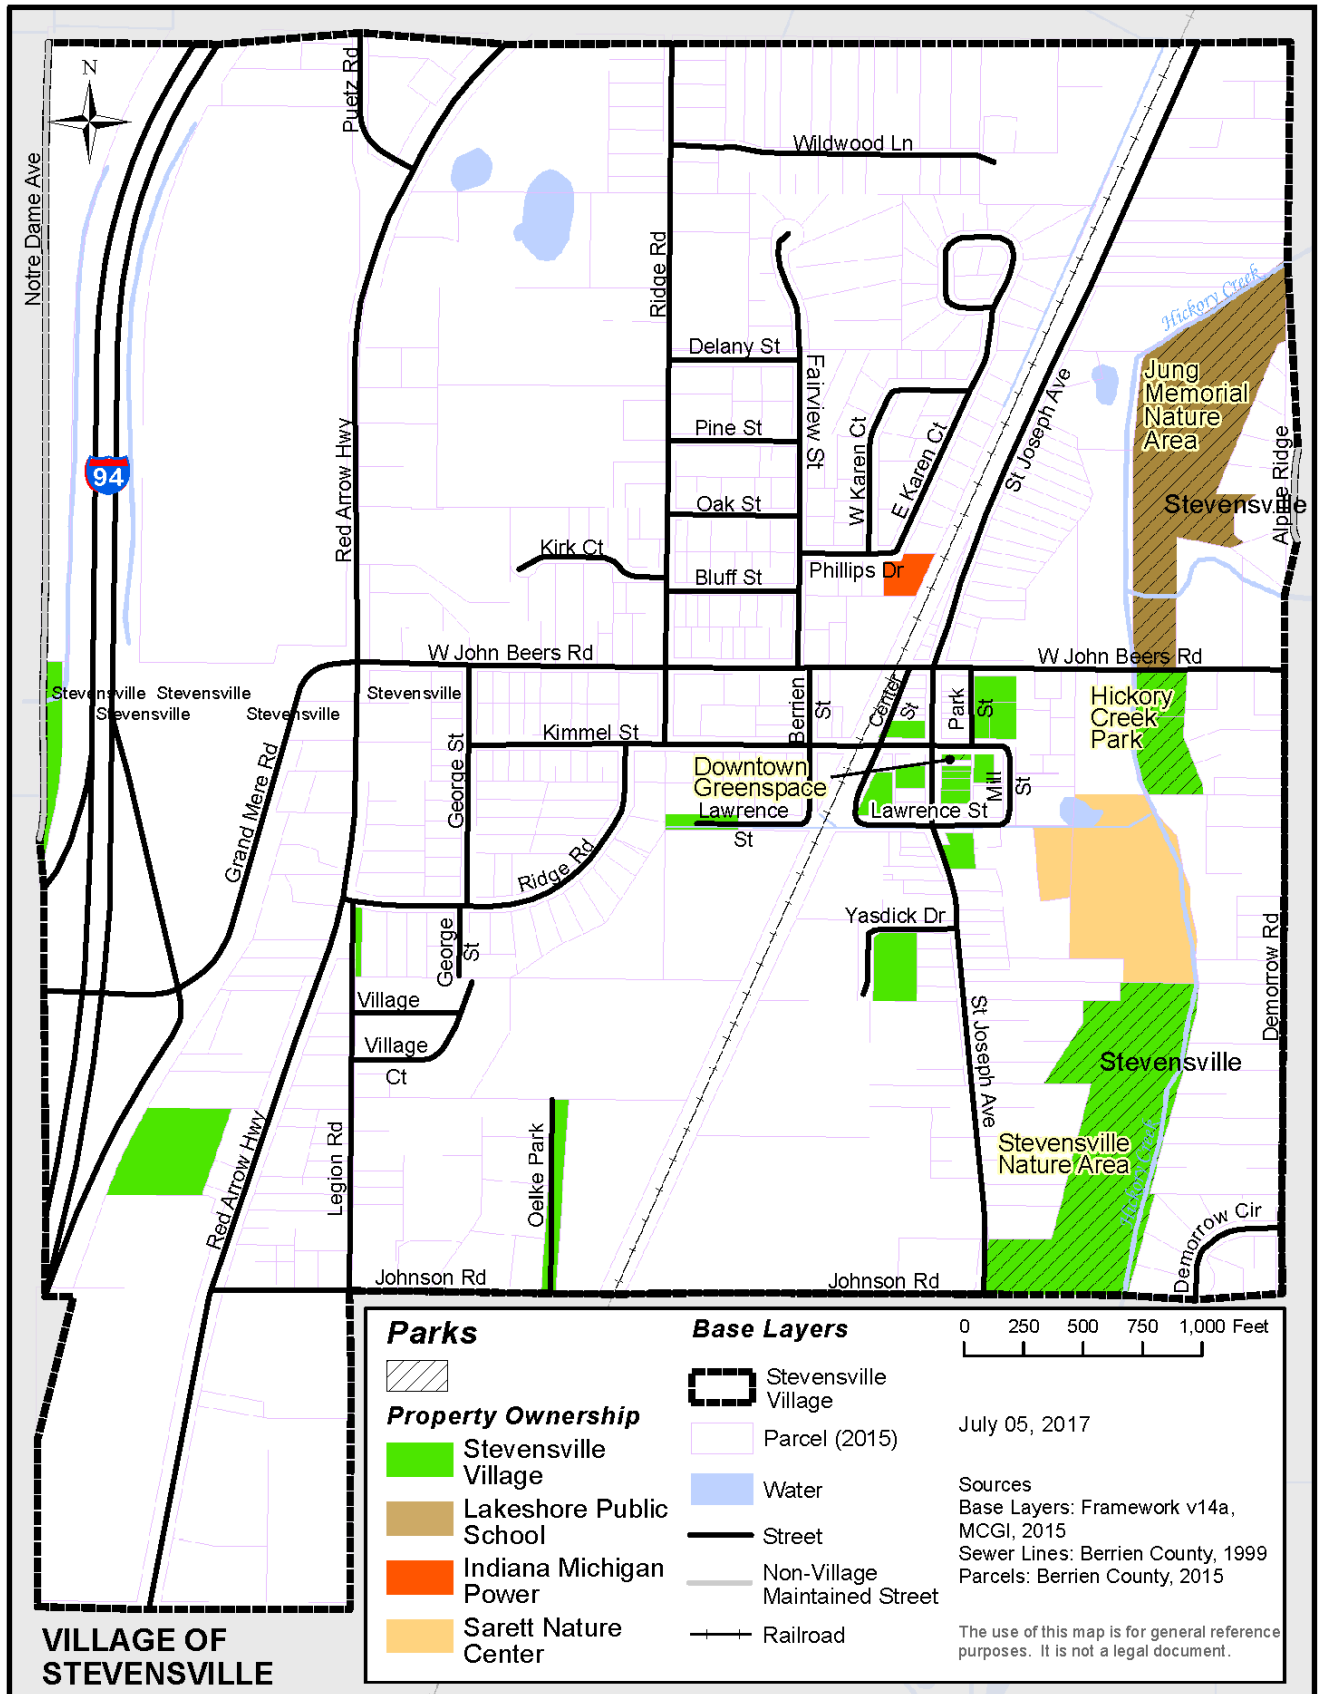 N
Puetz Rd
Notre Dame Ave
Wildwood Ln
Ridge Rd
Hickory Creek
Delany St
Fairview St
Jung
Memorial
Nature
Area
St Joseph Ave
Red Arrow Hwy
Pine St
W Karen Ct
E Karen Ct
Alpine Ridge
94
Oak St
Stevensville
Kirk Ct
Bluff St
Phillips Dr
W John Beers Rd
W John Beers Rd
Stevensville
Stevensville
Stevensville
Stevensville
Stevensville
Berrien
St
Center
St
Park
St
Hickory
Creek
Park
Kimmel St
George St
Grand Mere Rd
Downtown
Greenspace
Mill
St
Lawrence
St
Lawrence St
Ridge Rd
Yasdick Dr
George
St
Demorrow Rd
Village
Village
Ct
St Joseph Ave
Stevensville
Red Arrow Hwy
Legion Rd
Oelke Park
Stevensville
Nature Area
Hickory Creek
Demorrow Cir
Johnson Rd
Johnson Rd
Parks
Property Ownership
Stevensville
Village
Lakeshore Public
School
Indiana Michigan
Power
Sarett Nature
Center
Base Layers
Stevensville
Village
Parcel (2015)
Water
Street
Non-Village
Maintained Street
Railroad
0 250 500 750 1,000 Feet
July 05, 2017
Sources
Base Layers: Framework v14a,
MCGI, 2015
Sewer Lines: Berrien County, 1999
Parcels: Berrien County, 2015
The use of this map is for general reference
purposes. It is not a legal document.
VILLAGE OF
STEVENSVILLE